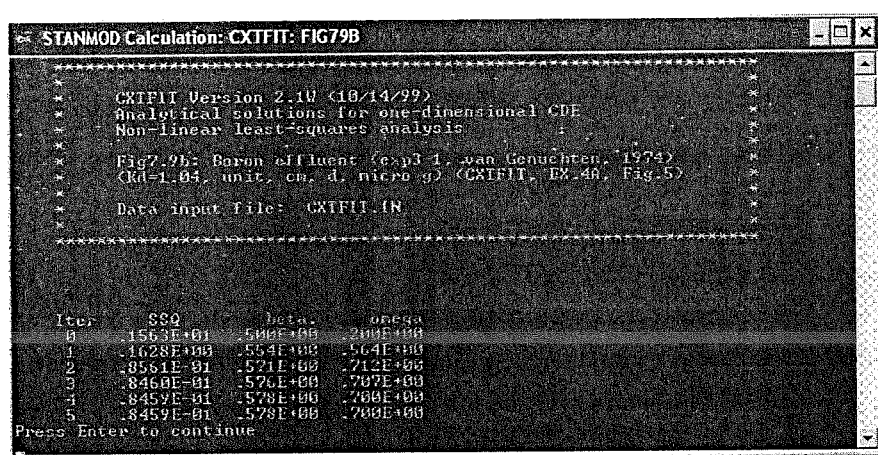 STANMOD Calculation: CXTFIT: FIG79B
*************************************************************
* CXTFIT Version 2.1W (10/14/99) *
* Analytical solutions for one-dimensional CDE *
* Non-linear least-squares analysis *
* Fig7.9b: Boron effluent (exp3-1, van Genuchten, 1974) *
* (Kd=1.04, unit, cm, d, micro g) (CXTFIT, EX.4A, Fig.5) *
* Data input file: CXTFIT.IN *
*************************************************************
Iter SSQ beta. omega
0 .1563E+01 .500E+00 .200E+00
1 .1628E+00 .554E+00 .564E+00
2 .8561E-01 .571E+00 .712E+00
3 .8460E-01 .576E+00 .707E+00
4 .8459E-01 .578E+00 .700E+00
5 .8459E-01 .578E+00 .700E+00
Press Enter to continue